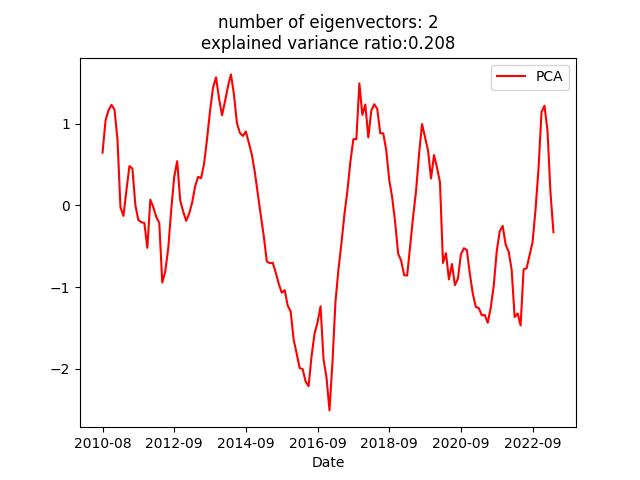 number of eigenvectors: 2
explained variance ratio:0.208
PCA
1
0
−1
−2
2010-08 2012-09 2014-09 2016-09 2018-09 2020-09 2022-09
Date